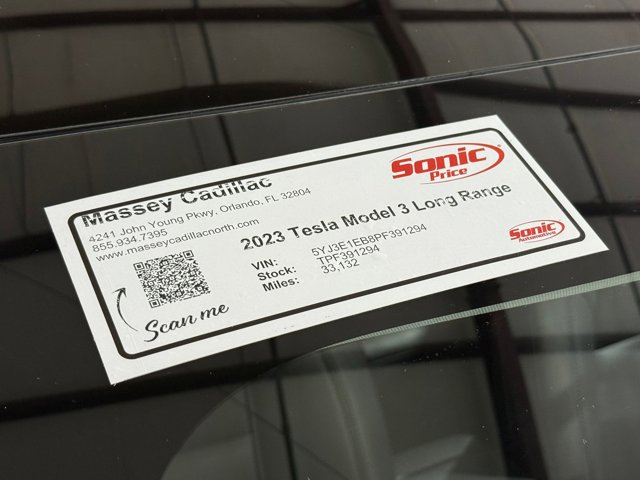 Massey Cadillac
4241 John Young Pkwy. Orlando, FL 32804
855.934.7395
www.masseycadillacnorth.com
Sonic
Price
2023 Tesla Model 3 Long Range
VIN: 5YJ3E1EB8PF391294
Stock: TPF391294
Miles: 33,132
Scan me
Sonic
Automotive